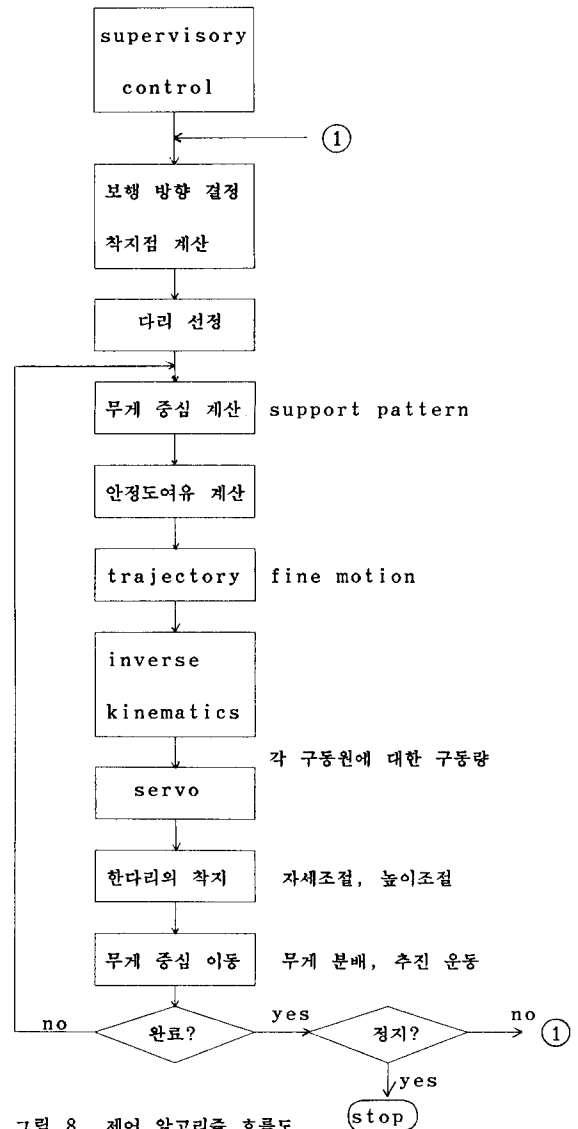 supervisory
control
①
보행 방향 결정
착지점 계산
다리 선정
무게 중심 계산 support pattern
안정도여유 계산
trajectory fine motion
inverse
kinematics
각 구동원에 대한 구동량
servo
한다리의 착지 자세조절, 높이조절
무게 중심 이동 무게 분배, 추진 운동
no 완료? yes 정지? no ①
yes
stop
그림 8. 제어 알고리즘 흐름도